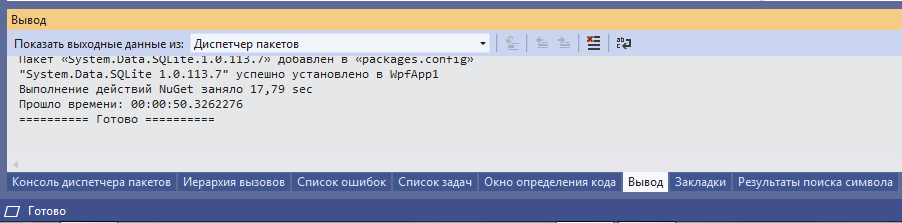 Вывод
Показать выходные данные из: Диспетчер пакетов
Пакет «System.Data.SQLite.1.0.113.7» добавлен в «packages.config»
"System.Data.SQLite 1.0.113.7" успешно установлено в WpfApp1
Выполнение действий NuGet заняло 17,79 sec
Прошло времени: 00:00:50.3262276
========== Готово ==========
Консоль диспетчера пакетов Иерархия вызовов Список ошибок Список задач Окно определения кода Вывод Закладки Результаты поиска символа
Готово